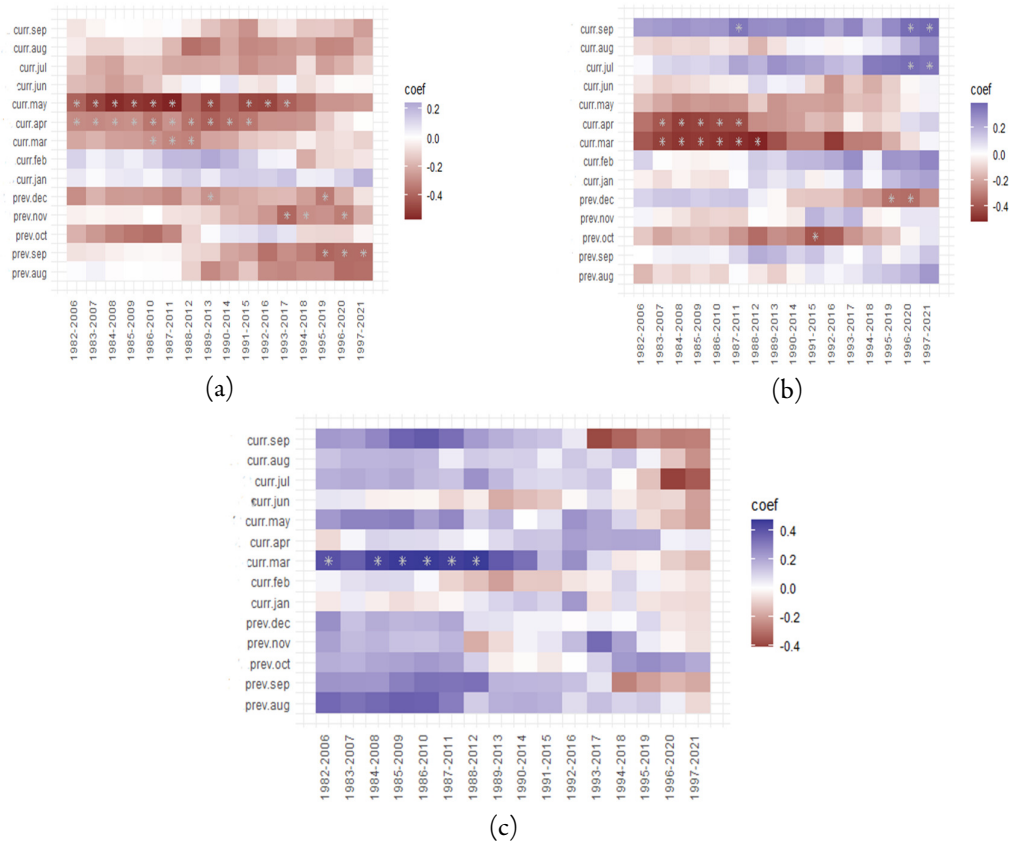 curr.sep
curr.aug
curr.jul
curr.jun
curr.may
curr.apr
curr.mar
curr.feb
curr.jan
prev.dec
prev.nov
prev.oct
prev.sep
prev.aug
coef
0.2
0.0
-0.2
-0.4
1982-2006
1983-2007
1984-2008
1985-2009
1986-2010
1987-2011
1988-2012
1989-2013
1990-2014
1991-2015
1992-2016
1993-2017
1994-2018
1995-2019
1996-2020
1997-2021
(a)
curr.sep
curr.aug
curr.jul
curr.jun
curr.may
curr.apr
curr.mar
curr.feb
curr.jan
prev.dec
prev.nov
prev.oct
prev.sep
prev.aug
coef
0.2
0.0
-0.2
-0.4
1982-2006
1983-2007
1984-2008
1985-2009
1986-2010
1987-2011
1988-2012
1989-2013
1990-2014
1991-2015
1992-2016
1993-2017
1994-2018
1995-2019
1996-2020
1997-2021
(b)
curr.sep
curr.aug
curr.jul
curr.jun
curr.may
curr.apr
curr.mar
curr.feb
curr.jan
prev.dec
prev.nov
prev.oct
prev.sep
prev.aug
coef
0.4
0.2
0.0
-0.2
-0.4
1982-2006
1983-2007
1984-2008
1985-2009
1986-2010
1987-2011
1988-2012
1989-2013
1990-2014
1991-2015
1992-2016
1993-2017
1994-2018
1995-2019
1996-2020
1997-2021
(c)